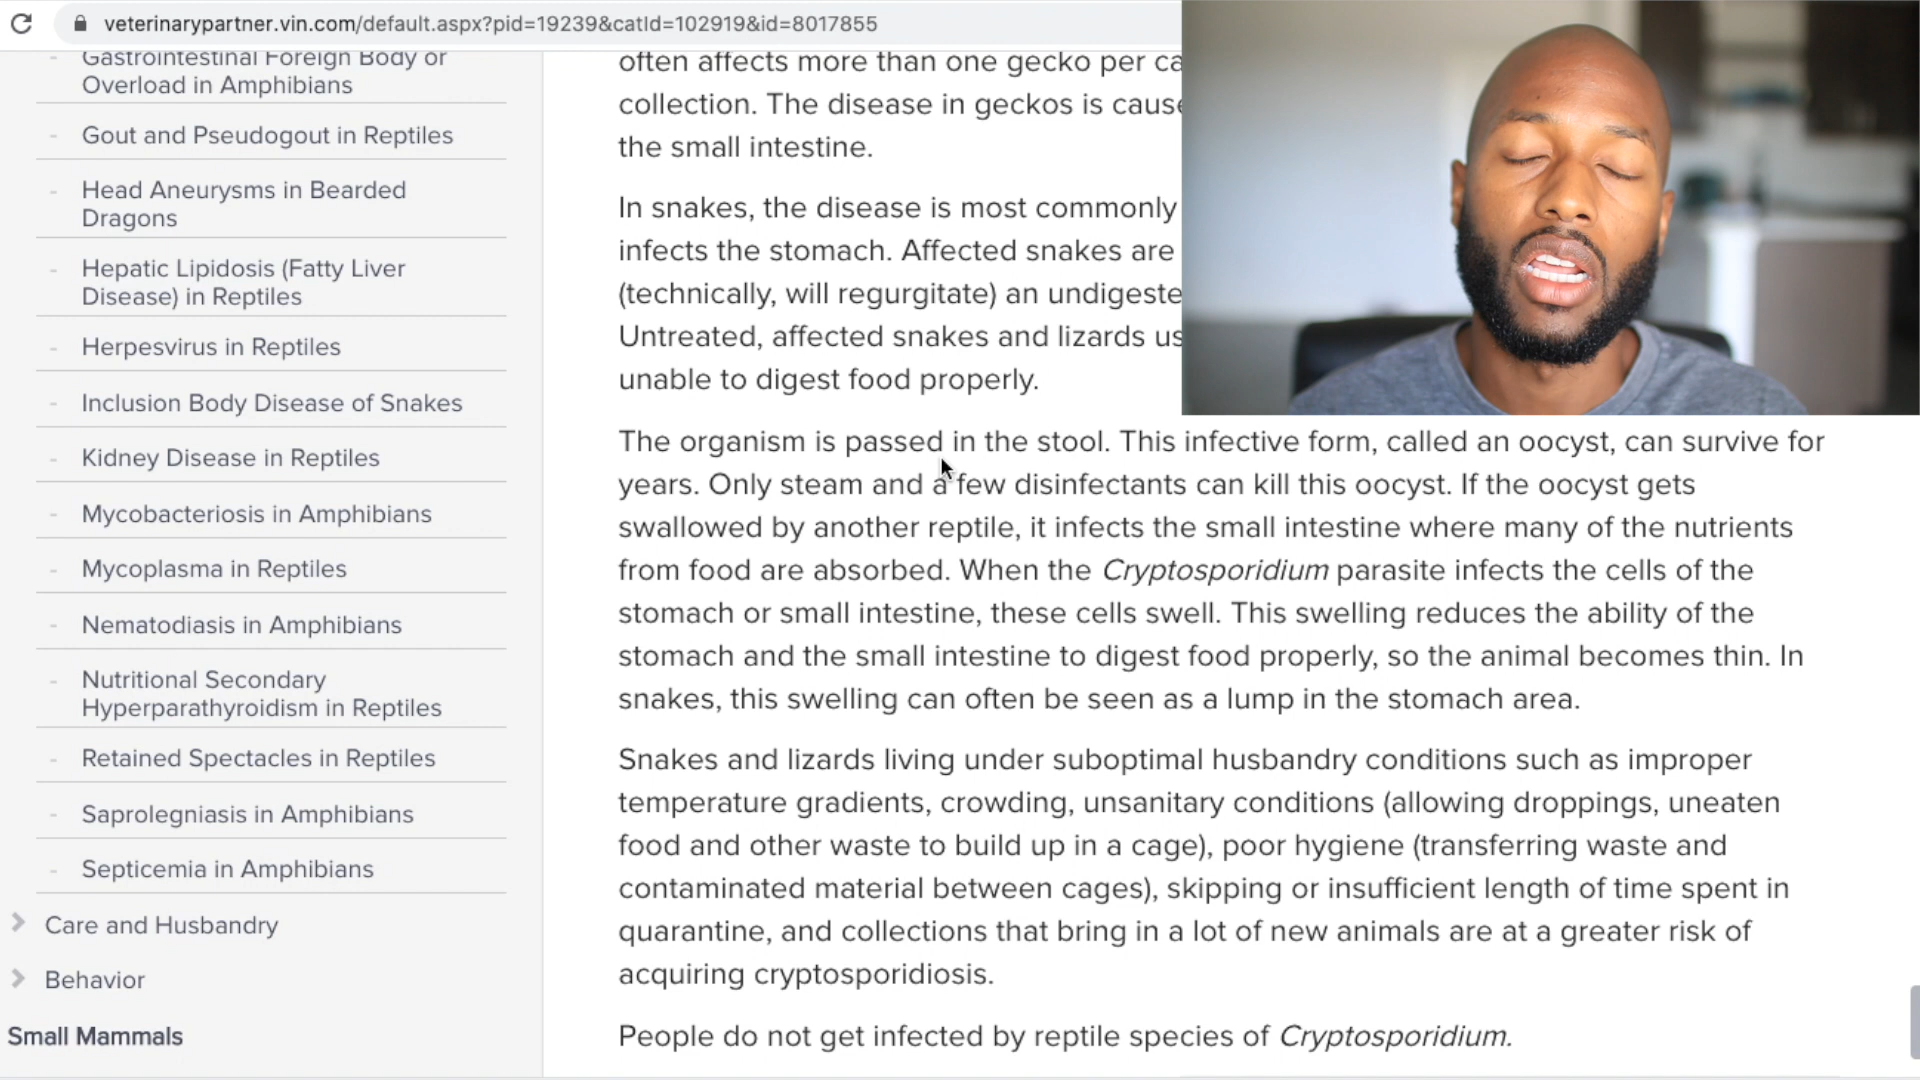 veterinarypartner.vin.com/default.aspx?pid=19239&catId=102919&id=8017855
- Gastrointestinal Foreign Body or
Overload in Amphibians
- Gout and Pseudogout in Reptiles
- Head Aneurysms in Bearded
Dragons
- Hepatic Lipidosis (Fatty Liver
Disease) in Reptiles
- Herpesvirus in Reptiles
- Inclusion Body Disease of Snakes
- Kidney Disease in Reptiles
- Mycobacteriosis in Amphibians
- Mycoplasma in Reptiles
- Nematodiasis in Amphibians
- Nutritional Secondary
Hyperparathyroidism in Reptiles
- Retained Spectacles in Reptiles
- Saprolegniasis in Amphibians
- Septicemia in Amphibians
Care and Husbandry
Behavior
Small Mammals
often affects more than one gecko per
collection. The disease in geckos is
the small intestine.
In snakes, the disease is most commonly
infects the stomach. Affected snakes are
(technically, will regurgitate) an
Untreated, affected snakes and lizards
unable to digest food properly.
The organism is passed in the stool. This infective form, called an oocyst, can survive for
years. Only steam and a few disinfectants can kill this oocyst. If the oocyst gets
swallowed by another reptile, it infects the small intestine where many of the nutrients
from food are absorbed. When the Cryptosporidium parasite infects the cells of the
stomach or small intestine, these cells swell. This swelling reduces the ability of the
stomach and the small intestine to digest food properly, so the animal becomes thin. In
snakes, this swelling can often be seen as a lump in the stomach area.
Snakes and lizards living under suboptimal husbandry conditions such as improper
temperature gradients, crowding, unsanitary conditions (allowing droppings, uneaten
food and other waste to build up in a cage), poor hygiene (transferring waste and
contaminated material between cages), skipping or insufficient length of time spent in
quarantine, and collections that bring in a lot of new animals are at a greater risk of
acquiring cryptosporidiosis.
People do not get infected by reptile species of Cryptosporidium.